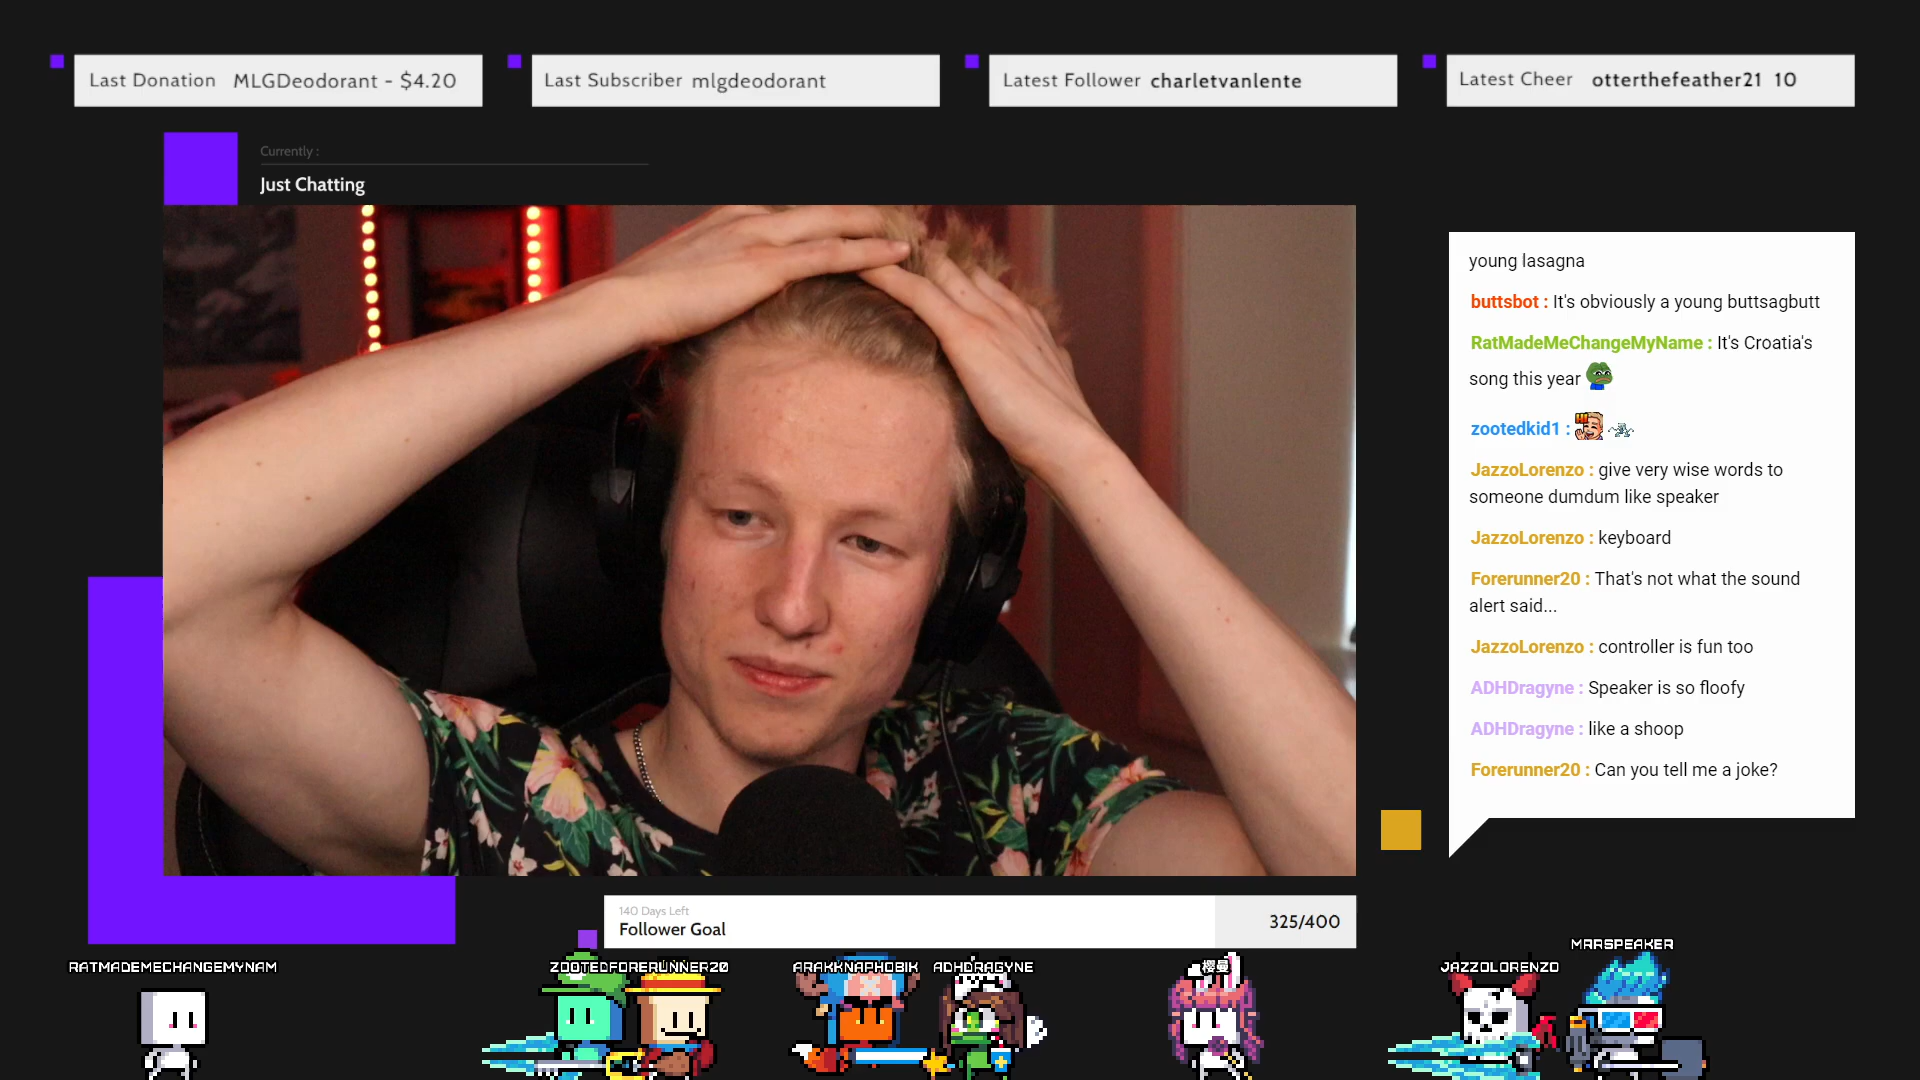 Last Donation MLGDeodorant - $4.20
Last Subscriber mlgdeodorant
Latest Follower charletvanlente
Latest Cheer otterthefeather21 10
Currently :
Just Chatting
young lasagna
buttsbot : It's obviously a young buttsagbutt
RatMadeMeChangeMyName : It's Croatia's
song this year
zootedkid1 :
JazzoLorenzo : give very wise words to
someone dumdum like speaker
JazzoLorenzo : keyboard
Forerunner20 : That's not what the sound
alert said...
JazzoLorenzo : controller is fun too
ADHDragyne : Speaker is so floofy
ADHDragyne : like a shoop
Forerunner20 : Can you tell me a joke?
140 Days Left
Follower Goal
325/400
RATMADEMECHANGEMYNAM
ZOOTEDFORERUNNER20
ARAKKNAPHOBIK
ADHDRAGYNE
樱曼
JAZZOLORENZO
MRRSPEAKER